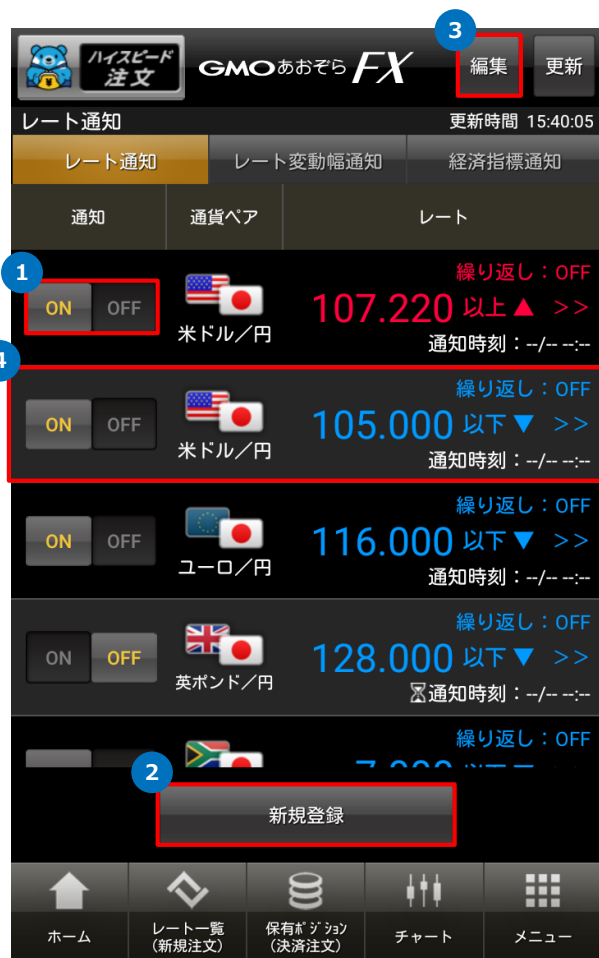 3
ハイスピード
注文
GMOあおぞら FX
編集
更新
レート通知
更新時間 15:40:05
レート通知
レート変動幅通知
経済指標通知
通知
通貨ペア
レート
1
ON OFF
米ドル／円
繰り返し：OFF
107.220 以上 ▲ >>
通知時刻：--/-- --:--
4
ON OFF
米ドル／円
繰り返し：OFF
105.000 以下 ▼ >>
通知時刻：--/-- --:--
ON OFF
ユーロ／円
繰り返し：OFF
116.000 以下 ▼ >>
通知時刻：--/-- --:--
ON OFF
英ポンド／円
繰り返し：OFF
128.000 以下 ▼ >>
通知時刻：--/-- --:--
繰り返し：OFF
2
新規登録
ホーム
レート一覧
(新規注文)
保有ﾎﾟｼﾞｼｮﾝ
(決済注文)
チャート
メニュー